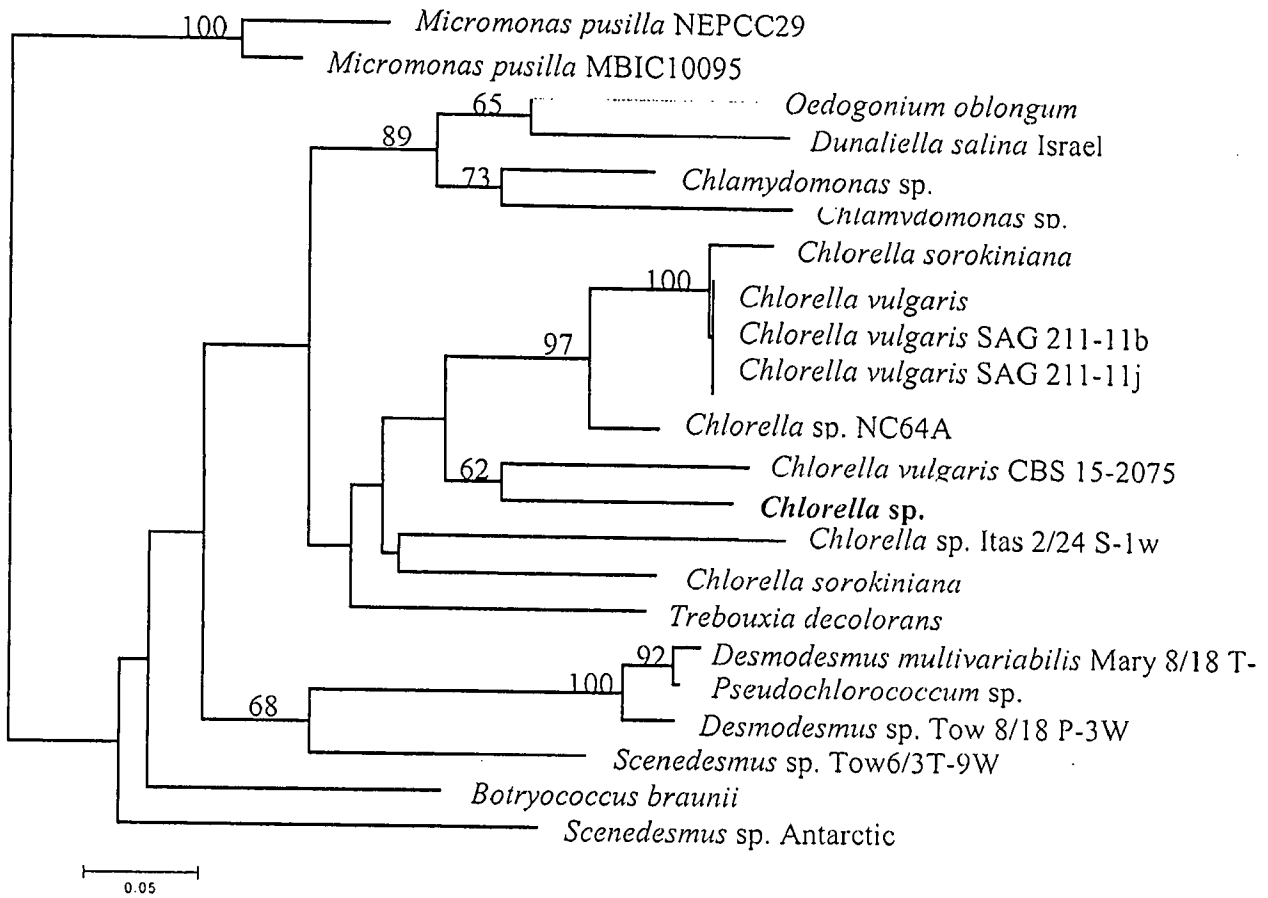 100
Micromonas pusilla NEPCC29
Micromonas pusilla MBIC10095
65
Oedogonium oblongum
89
Dunaliella salina Israel
73
Chlamydomonas sp.
Chlamydomonas sp.
Chlorella sorokiniana
100
Chlorella vulgaris
Chlorella vulgaris SAG 211-11b
97
Chlorella vulgaris SAG 211-11j
Chlorella sp. NC64A
62
Chlorella vulgaris CBS 15-2075
Chlorella sp.
Chlorella sp. Itas 2/24 S-1w
Chlorella sorokiniana
Trebouxia decolorans
92
Desmodesmus multivariabilis Mary 8/18 T-
100
Pseudochlorococcum sp.
68
Desmodesmus sp. Tow 8/18 P-3W
Scenedesmus sp. Tow6/3T-9W
Botryococcus braunii
Scenedesmus sp. Antarctic
0.05